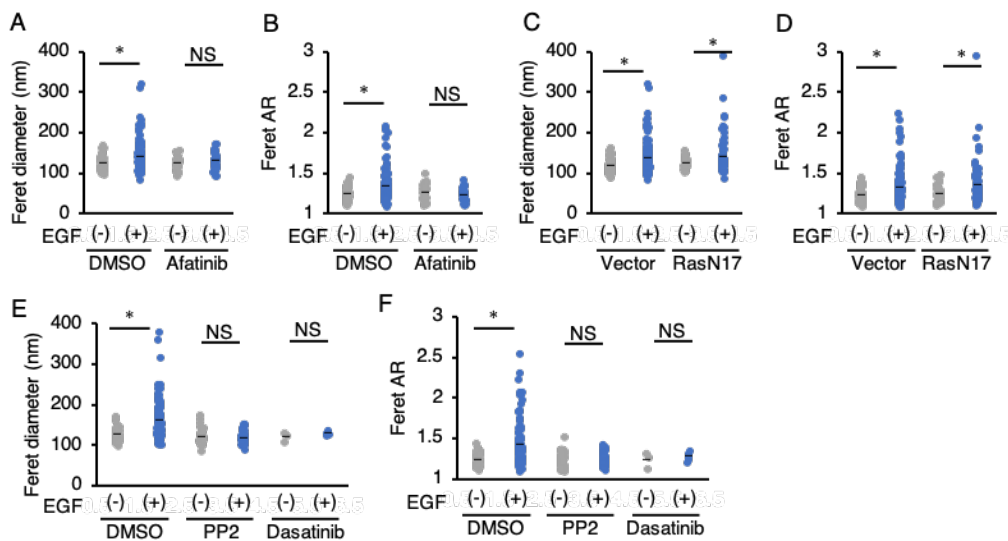 A
Feret diameter (nm)
400
300
200
100
0
*
NS
EGF (-) (+) (-) (+)
DMSO Afatinib
B
Feret AR
3
2.5
2
1.5
1
*
NS
EGF (-) (+) (-) (+)
DMSO Afatinib
C
Feret diameter (nm)
400
300
200
100
0
*
*
EGF (-) (+) (-) (+)
Vector RasN17
D
Feret AR
3
2.5
2
1.5
1
*
*
EGF (-) (+) (-) (+)
Vector RasN17
E
Feret diameter (nm)
400
300
200
100
0
*
NS
NS
EGF (-) (+) (-) (+) (-) (+)
DMSO PP2 Dasatinib
F
Feret AR
3
2.5
2
1.5
1
*
NS
NS
EGF (-) (+) (-) (+) (-) (+)
DMSO PP2 Dasatinib